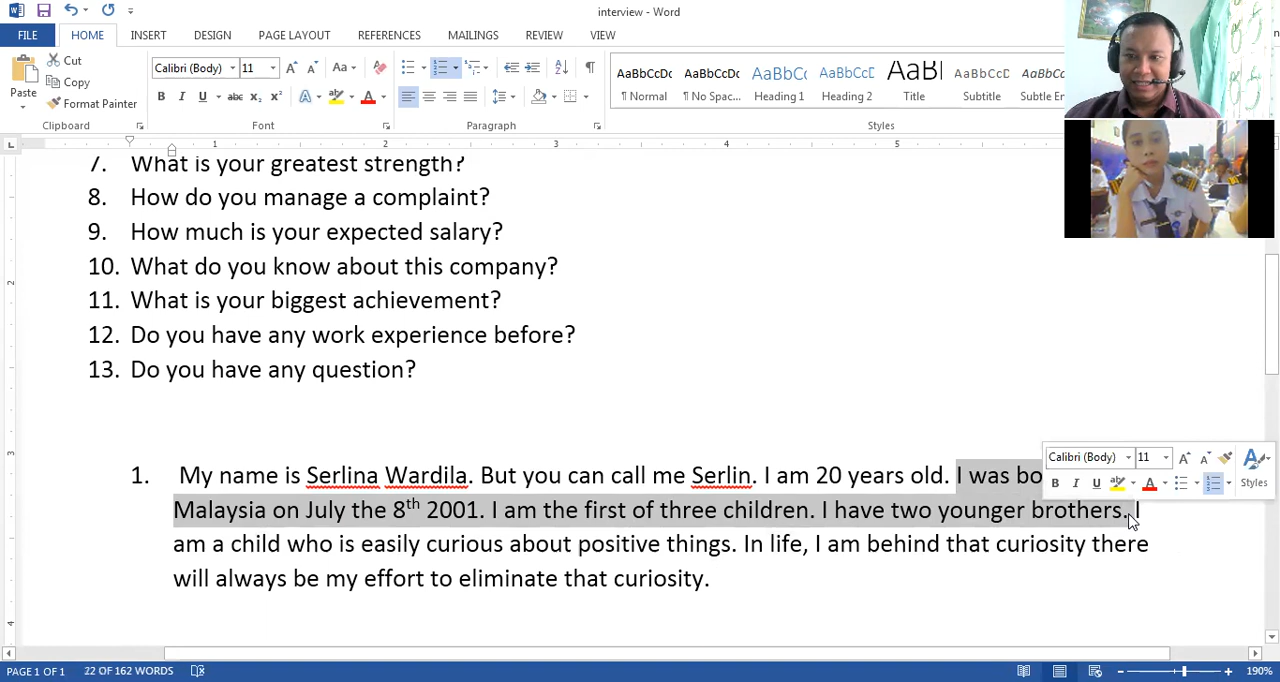 interview - Word
FILE HOME INSERT DESIGN PAGE LAYOUT REFERENCES MAILINGS REVIEW VIEW
Cut
Copy
Format Painter
Paste
Calibri (Body) 11
AaBbCcDc AaBbCcDc AaBbCc AaBbCcC AaBl AaBbCcD AaBbCcDc
¶ Normal ¶ No Spac... Heading 1 Heading 2 Title Subtitle Subtle En
Clipboard Font Paragraph Styles
1 2 3 4 5
7. What is your greatest strength?
8. How do you manage a complaint?
9. How much is your expected salary?
10. What do you know about this company?
11. What is your biggest achievement?
12. Do you have any work experience before?
13. Do you have any question?
Calibri (Body) 11
Styles
1. My name is Serlina Wardila. But you can call me Serlin. I am 20 years old. I was bo
Malaysia on July the 8th 2001. I am the first of three children. I have two younger brothers. I
am a child who is easily curious about positive things. In life, I am behind that curiosity there
will always be my effort to eliminate that curiosity.
PAGE 1 OF 1 22 OF 162 WORDS 190%